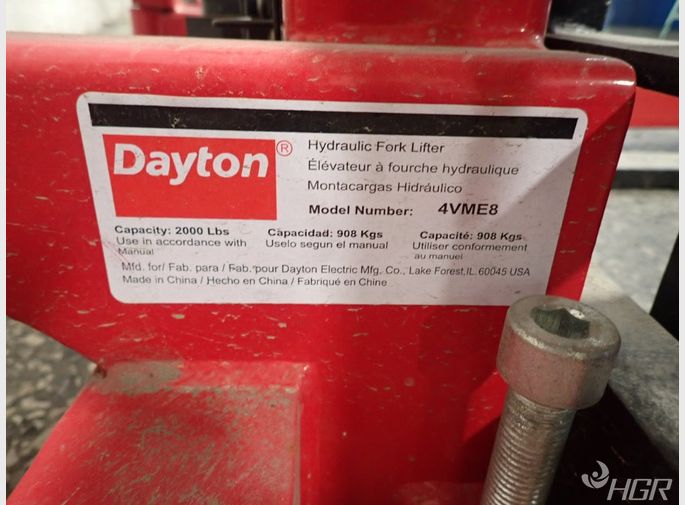 Dayton®
Hydraulic Fork Lifter
Élévateur à fourche hydraulique
Montacargas Hidráulico
Model Number: 4VME8
Capacity: 2000 Lbs
Use in accordance with
Manual
Capacidad: 908 Kgs
Uselo segun el manual
Capacité: 908 Kgs
Utiliser conformement
au manuel
Mfd. for/ Fab. para / Fab. pour Dayton Electric Mfg. Co., Lake Forest,IL. 60045 USA
Made in China / Hecho en China / Fabriqué en Chine
HGR